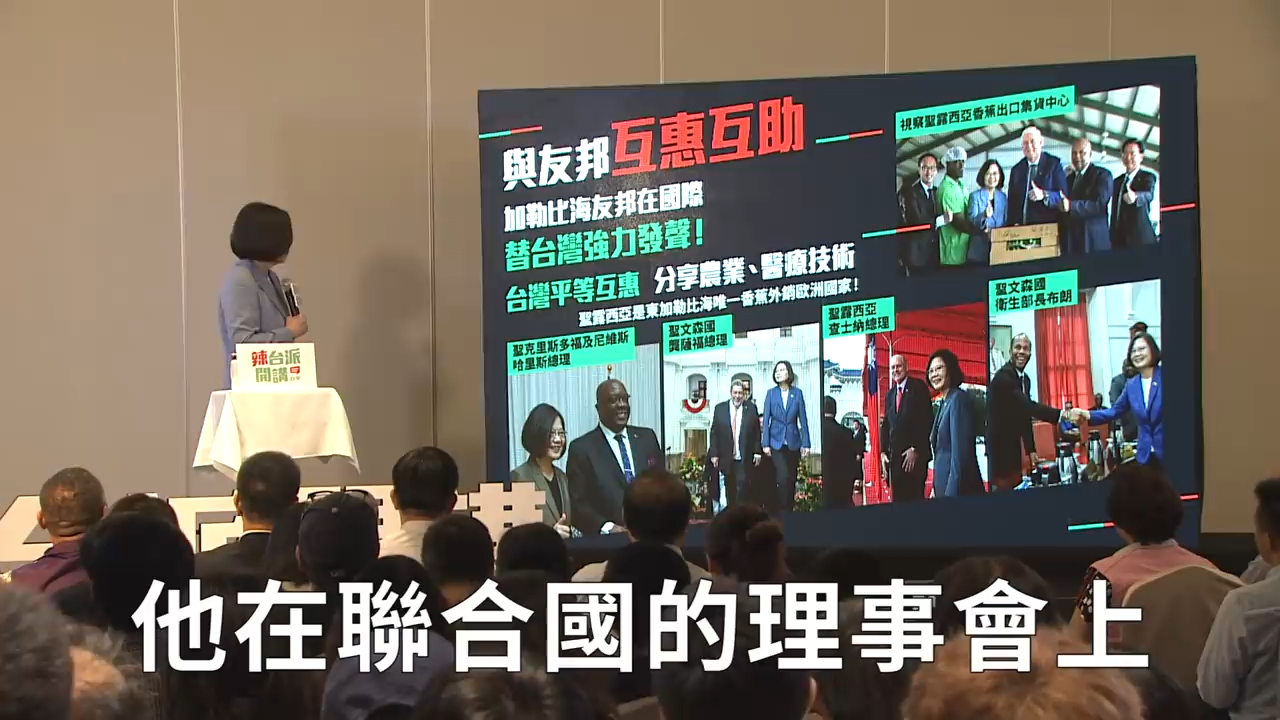 與友邦互惠互助
加勒比海友邦在國際
替台灣強力發聲！
台灣平等互惠 分享農業、醫療技術
聖露西亞是東加勒比海唯一香蕉外銷歐洲國家！
視察聖露西亞香蕉出口集貨中心
聖克里斯多福及尼維斯
哈里斯總理
聖文森國
龔薩福總理
聖露西亞
查士納總理
聖文森國
衛生部長布朗
辣台派
開講
他在聯合國的理事會上